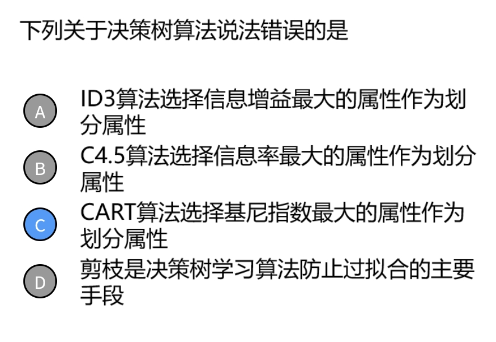 下列关于决策树算法说法错误的是
A ID3算法选择信息增益最大的属性作为划
分属性
B C4.5算法选择信息率最大的属性作为划分
属性
C CART算法选择基尼指数最大的属性作为
划分属性
D 剪枝是决策树学习算法防止过拟合的主要
手段